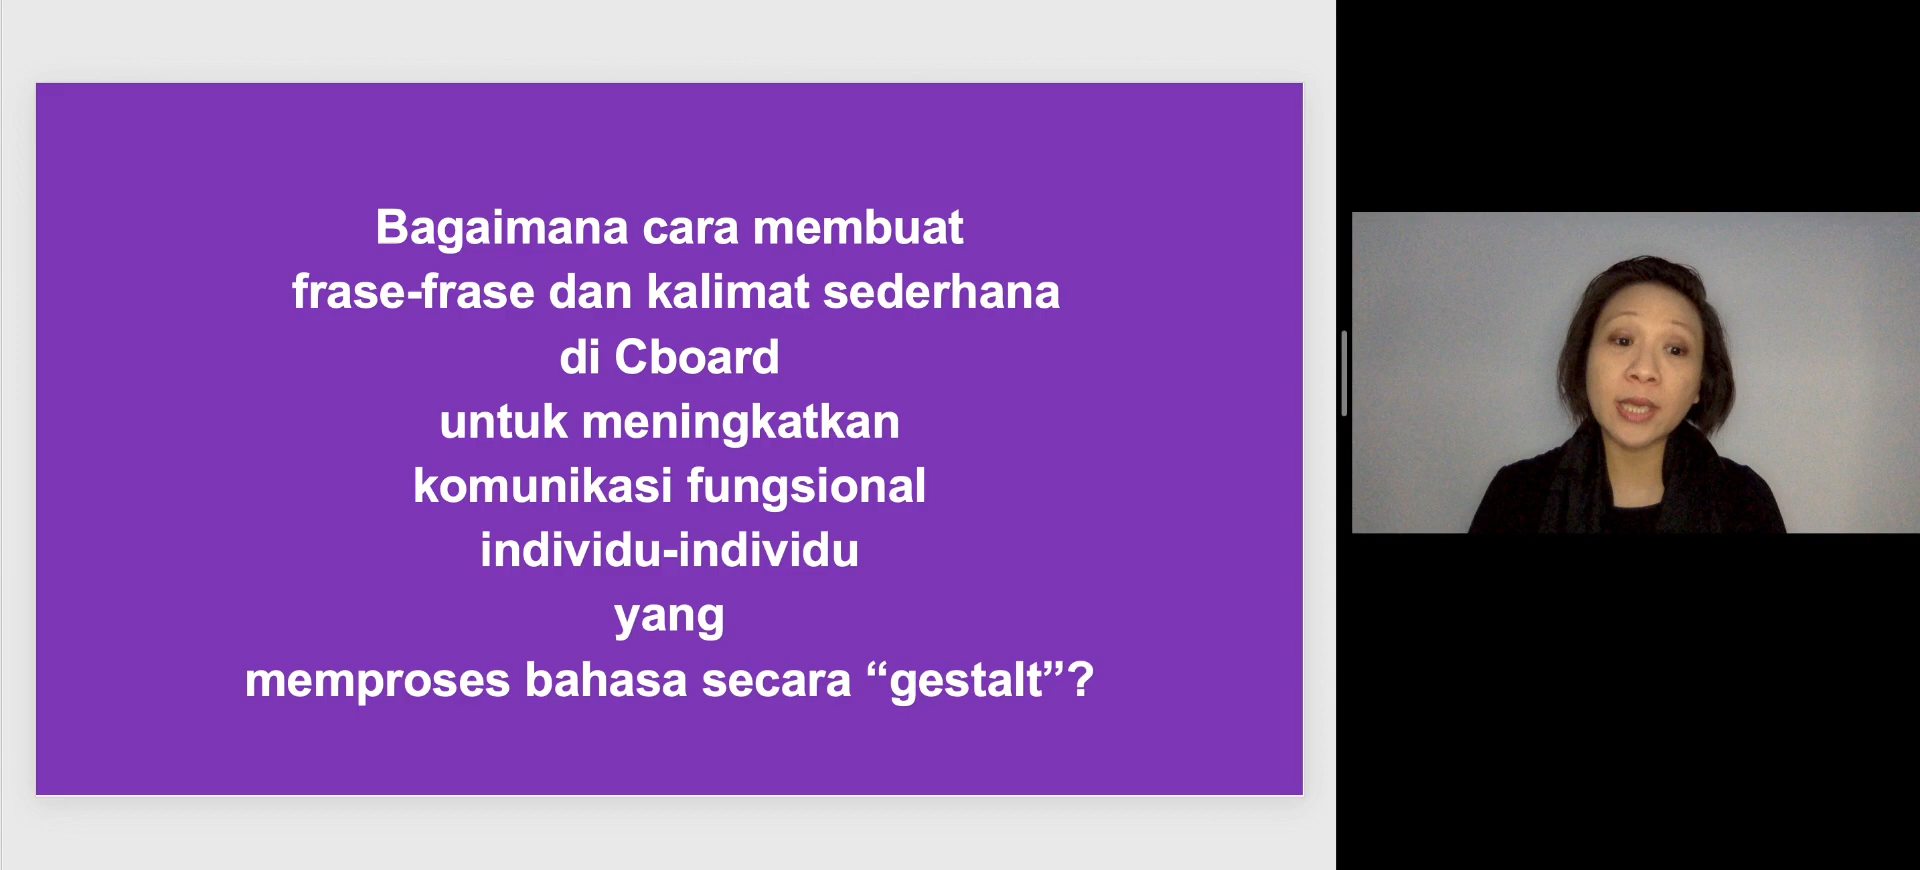 Bagaimana cara membuat
frase-frase dan kalimat sederhana
di Cboard
untuk meningkatkan
komunikasi fungsional
individu-individu
yang
memproses bahasa secara “gestalt”?